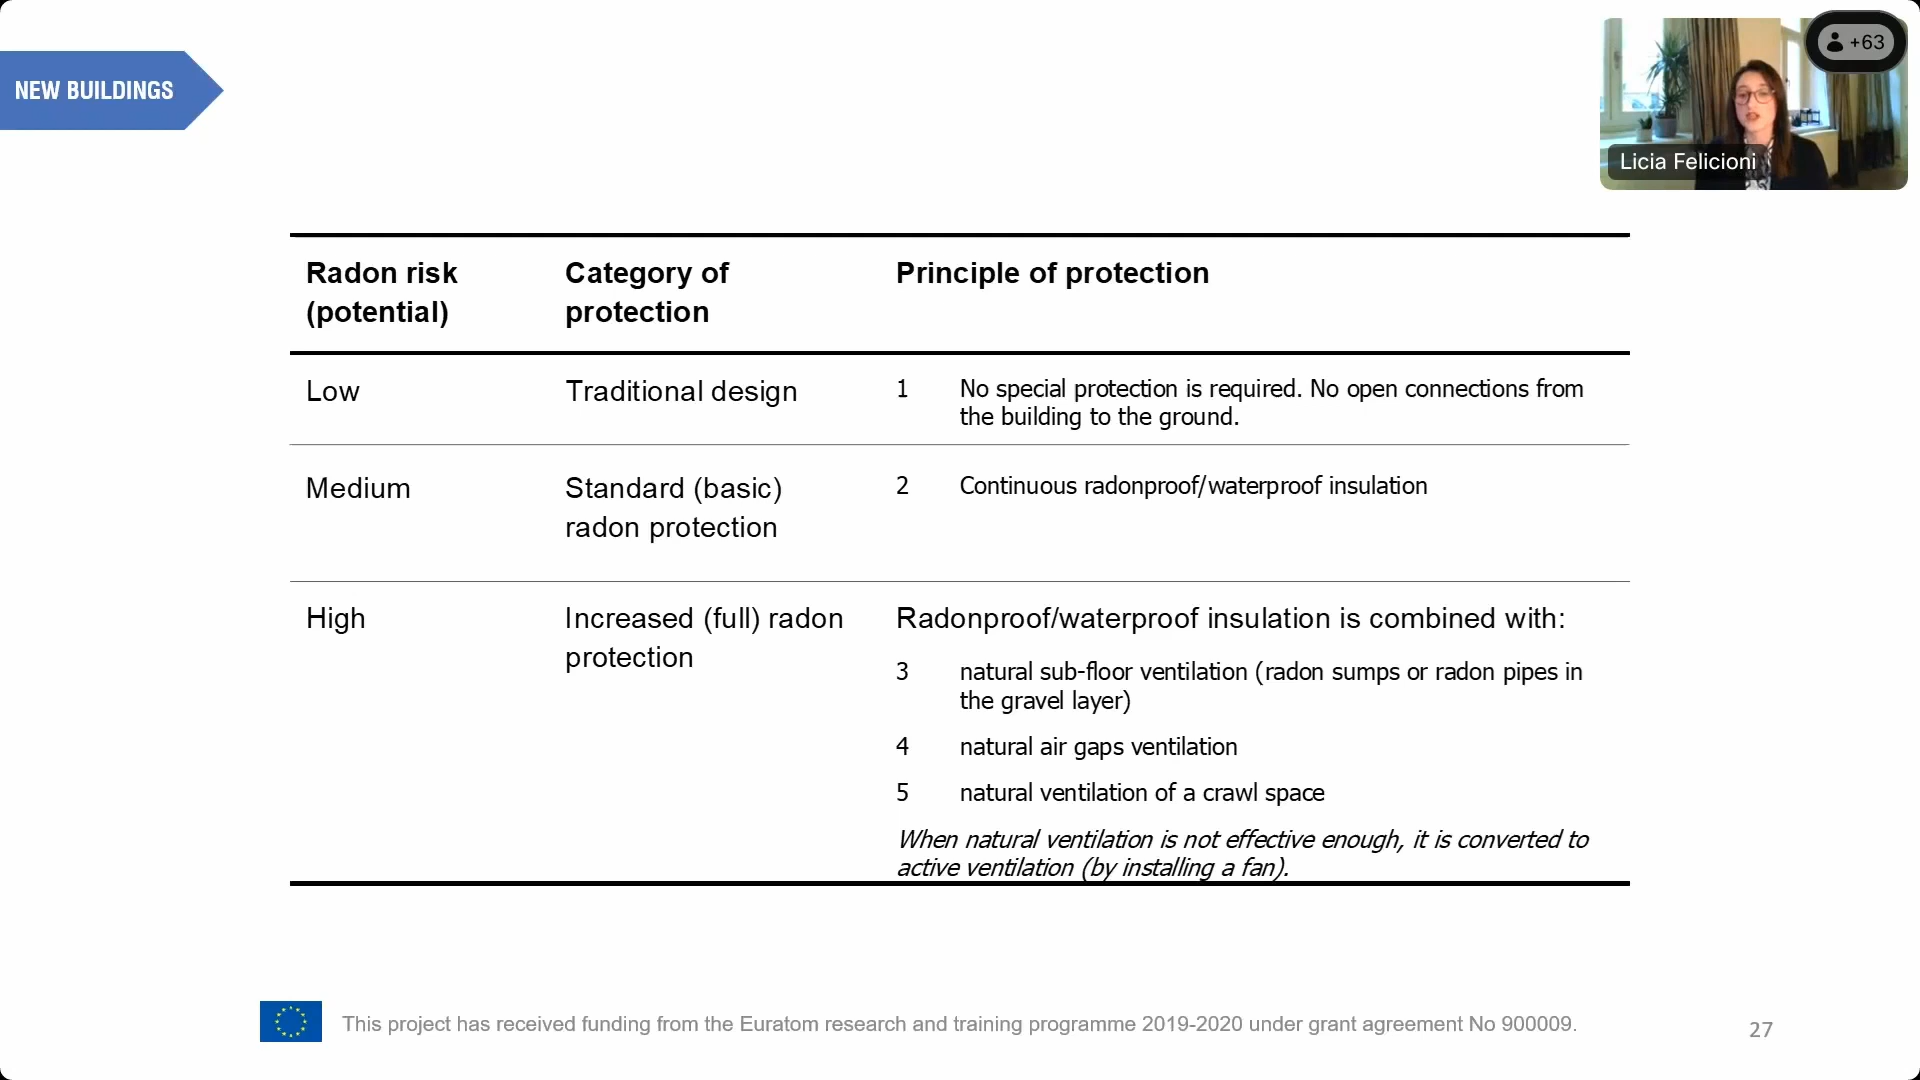 NEW BUILDINGS
+63
Licia Felicioni
Radon risk
(potential)
Category of
protection
Principle of protection
Low
Traditional design
1 No special protection is required. No open connections from
the building to the ground.
Medium
Standard (basic)
radon protection
2 Continuous radonproof/waterproof insulation
High
Increased (full) radon
protection
Radonproof/waterproof insulation is combined with:
3 natural sub-floor ventilation (radon sumps or radon pipes in
the gravel layer)
4 natural air gaps ventilation
5 natural ventilation of a crawl space
When natural ventilation is not effective enough, it is converted to
active ventilation (by installing a fan).
This project has received funding from the Euratom research and training programme 2019-2020 under grant agreement No 900009.
27